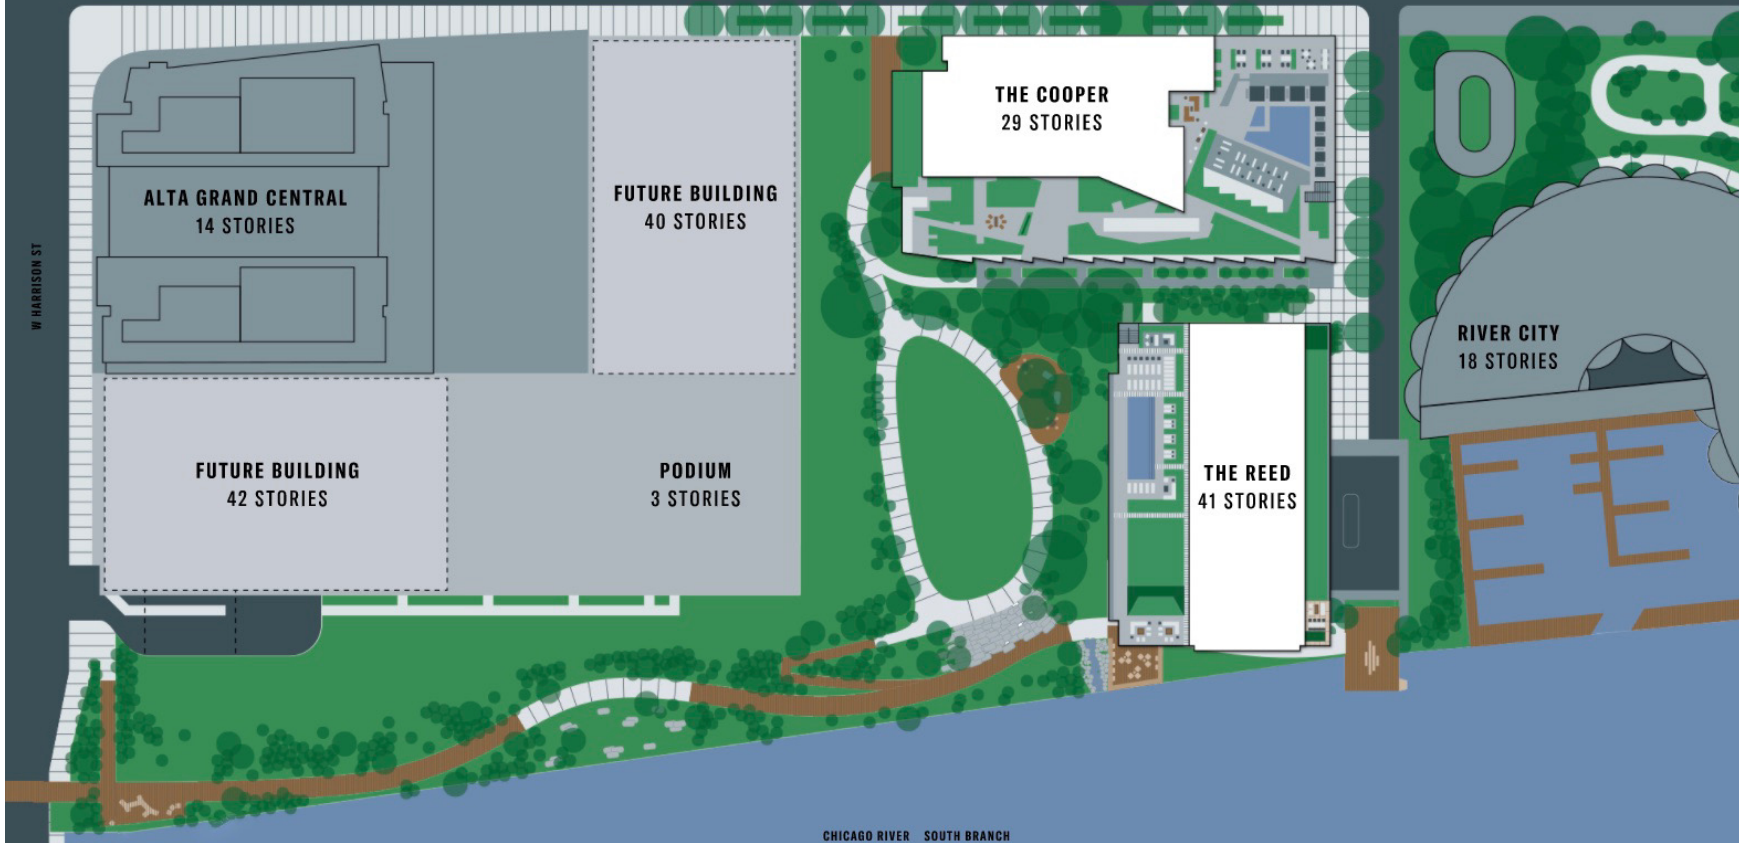 THE COOPER
29 STORIES
ALTA GRAND CENTRAL
14 STORIES
FUTURE BUILDING
40 STORIES
W HARRISON ST
RIVER CITY
18 STORIES
FUTURE BUILDING
42 STORIES
PODIUM
3 STORIES
THE REED
41 STORIES
CHICAGO RIVER SOUTH BRANCH